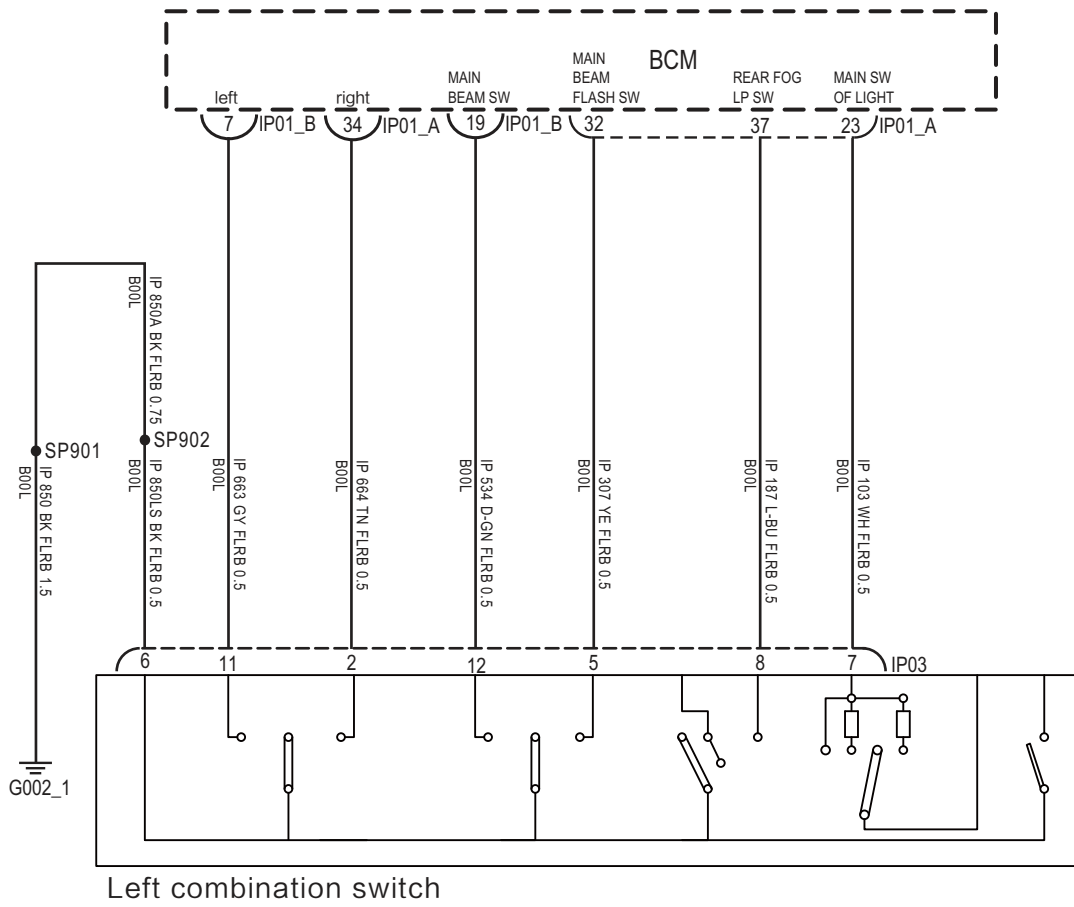 BCM
left
right
MAIN
BEAM SW
MAIN
BEAM
FLASH SW
REAR FOG
LP SW
MAIN SW
OF LIGHT
7
IP01_B
34
IP01_A
19
IP01_B
32
37
23
IP01_A
IP 850A BK FLRB 0.75
B00L
SP901
SP902
IP 850 BK FLRB 1.5
B00L
IP 850LS BK FLRB 0.5
B00L
IP 663 GY FLRB 0.5
B00L
IP 664 TN FLRB 0.5
B00L
IP 534 D-GN FLRB 0.5
B00L
IP 307 YE FLRB 0.5
B00L
IP 187 L-BU FLRB 0.5
B00L
IP 103 WH FLRB 0.5
B00L
6
11
2
12
5
8
7
IP03
G002_1
Left combination switch